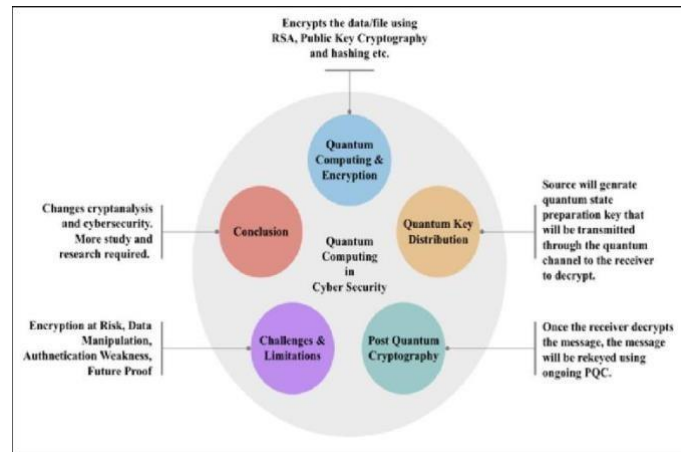 Encrypts the data/file using
RSA, Public Key Cryptography
and hashing etc.
Quantum
Computing &
Encryption
Changes cryptanalysis
and cybersecurity.
More study and
research required.
Conclusion
Quantum Key
Distribution
Source will genrate
quantum state
preparation key that
will be transmitted
through the quantum
channel to the receiver
to decrypt.
Quantum
Computing
in
Cyber Security
Encryption at Risk, Data
Manipulation,
Authnetication Weakness,
Future Proof
Challenges &
Limitations
Post Quantum
Cryptography
Once the receiver decrypts
the message, the message
will be rekeyed using
ongoing PQC.